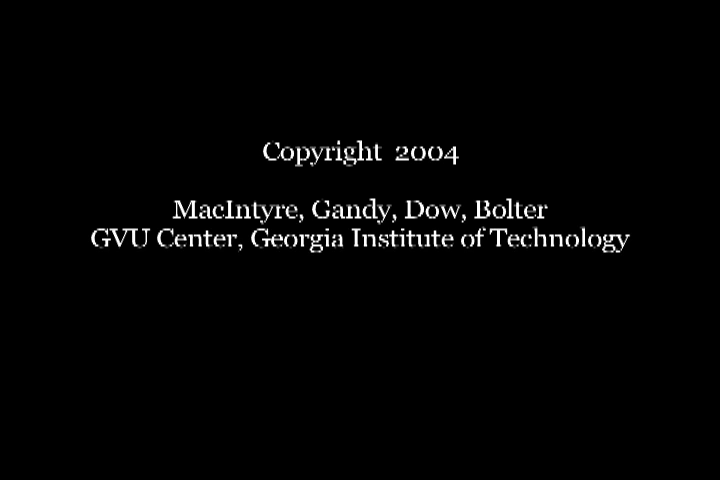 Copyright 2004
MacIntyre, Gandy, Dow, Bolter
GVU Center, Georgia Institute of Technology